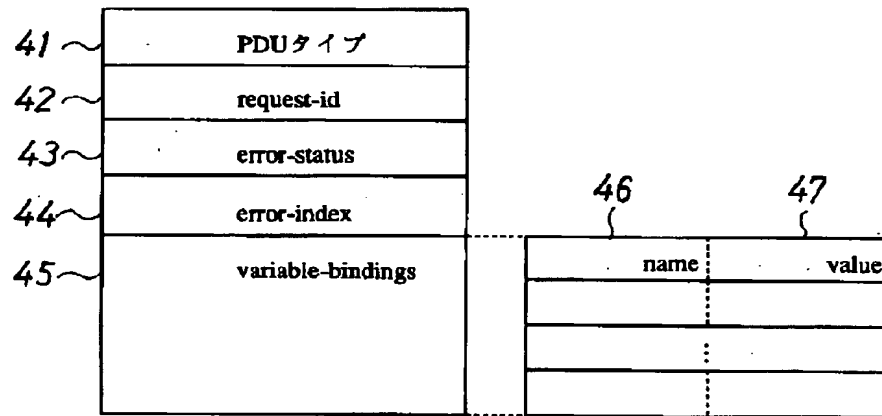 41 PDUタイプ
42 request-id
43 error-status
44 error-index
46 47
45 variable-bindings
name value